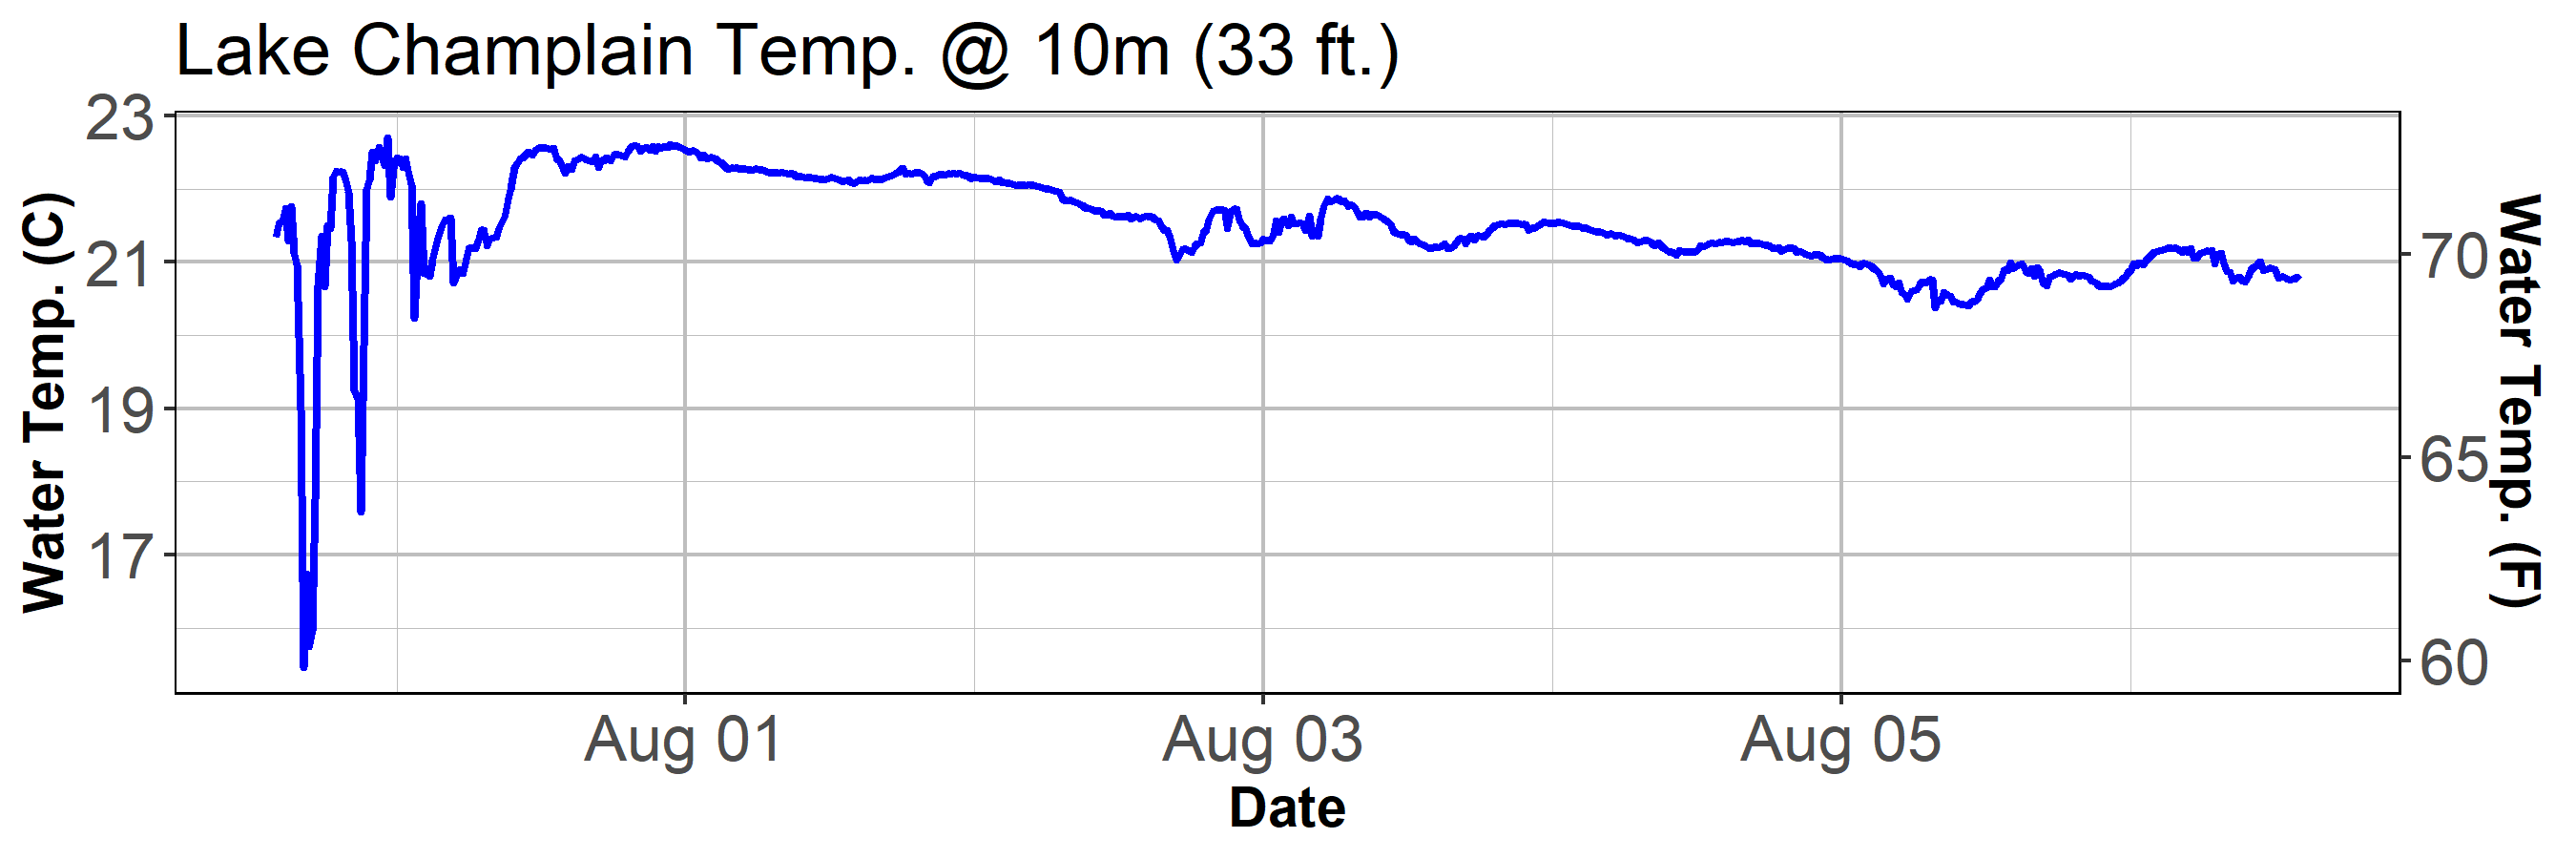 Lake Champlain Temp. @ 10m (33 ft.)
Water Temp. (C)
23
21
19
17
70
65
60
Water Temp. (F)
Aug 01
Aug 03
Aug 05
Date